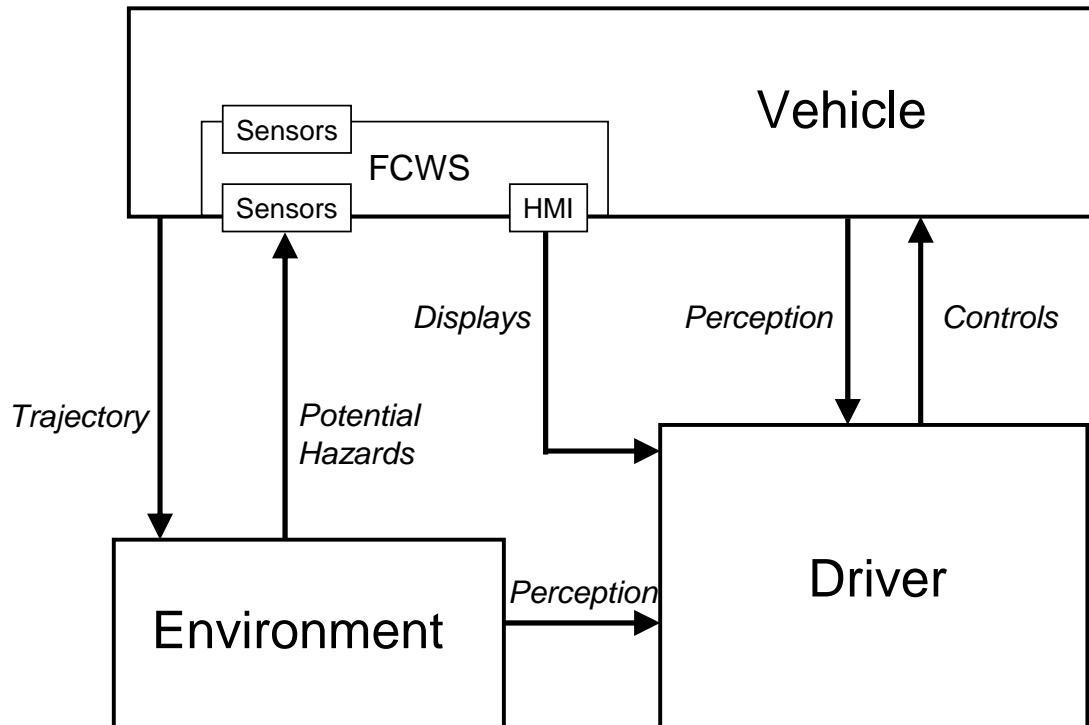 Vehicle
Sensors
FCWS
Sensors
HMI
Displays
Perception
Controls
Trajectory
Potential
Hazards
Perception
Driver
Environment